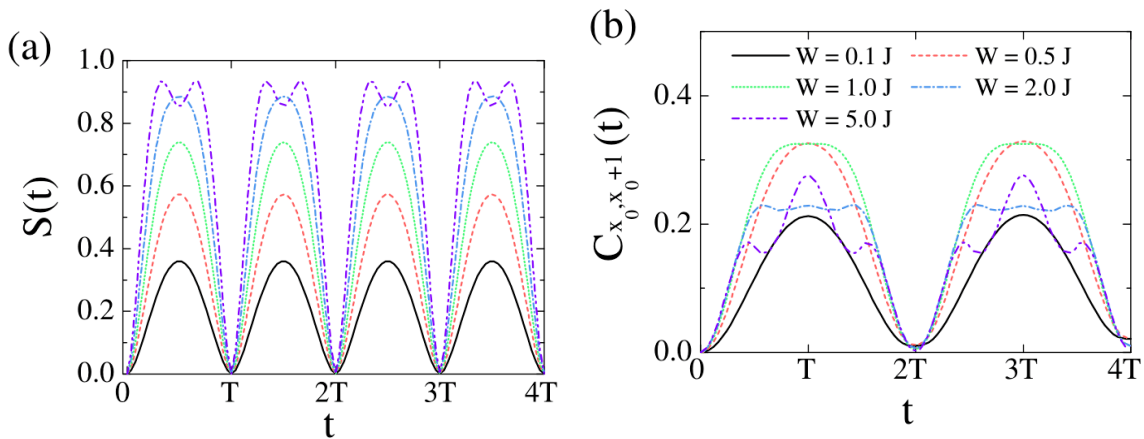 (a)
S(t)
1.0
0.8
0.6
0.4
0.2
0.0
0 T 2T 3T 4T
t
(b)
C x₀,x₀+1 (t)
W = 0.1 J W = 0.5 J
W = 1.0 J W = 2.0 J
W = 5.0 J
0.4
0.2
0.0
0 T 2T 3T 4T
t